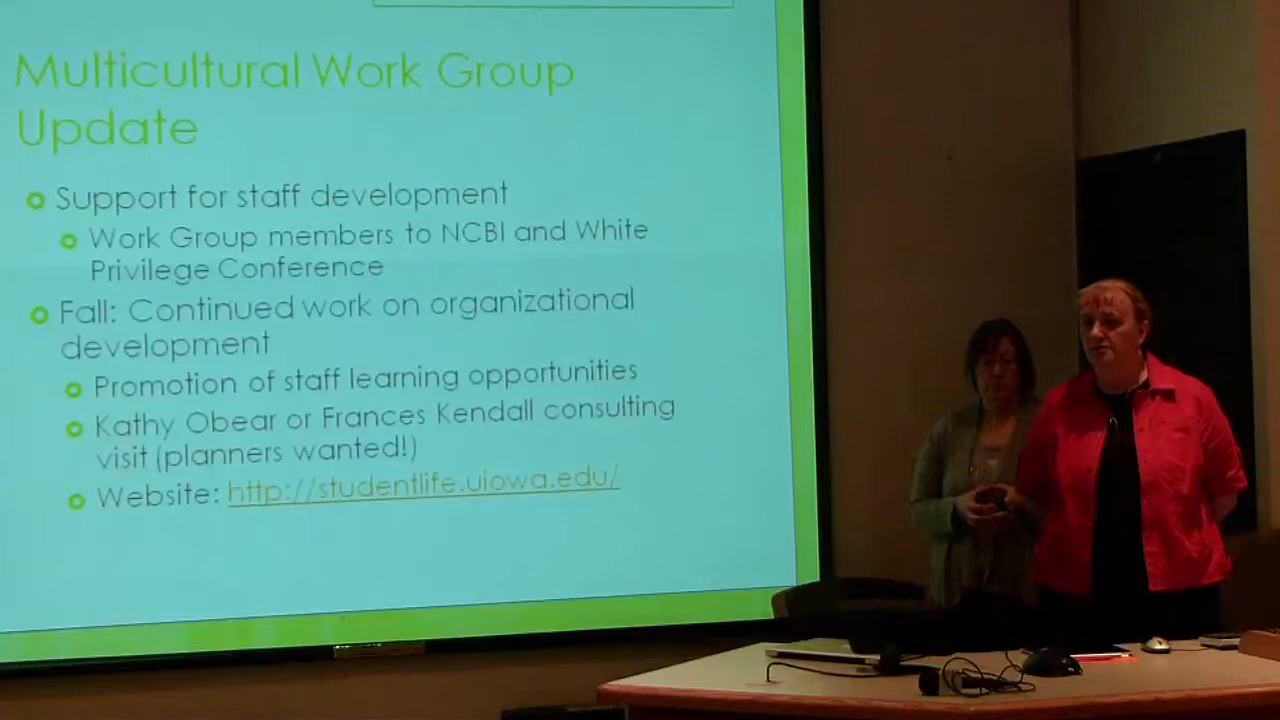 Multicultural Work Group
Update
Support for staff development
Work Group members to NCBI and White
Privilege Conference
Fall: Continued work on organizational
development
Promotion of staff learning opportunities
Kathy Obear or Frances Kendall consulting
visit (planners wanted!)
Website: http://studentlife.uiowa.edu/